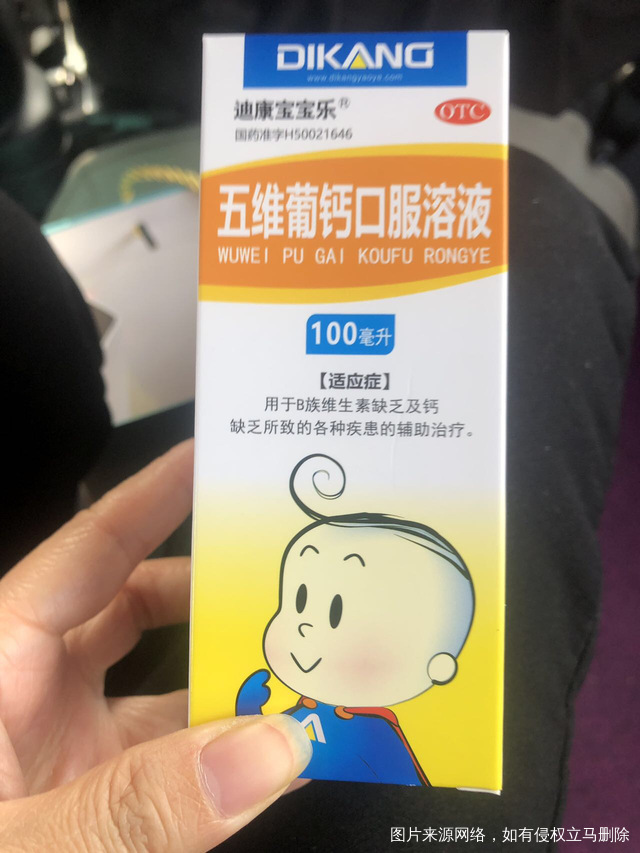 DIKANG
www.dikangyaoye.com
迪康宝宝乐®
OTC
国药准字H50021646
五维葡钙口服溶液
WUWEI PU GAI KOUFU RONGYE
100毫升
【适应症】
用于B族维生素缺乏及钙
缺乏所致的各种疾患的辅助治疗。
图片来源网络，如有侵权立马删除